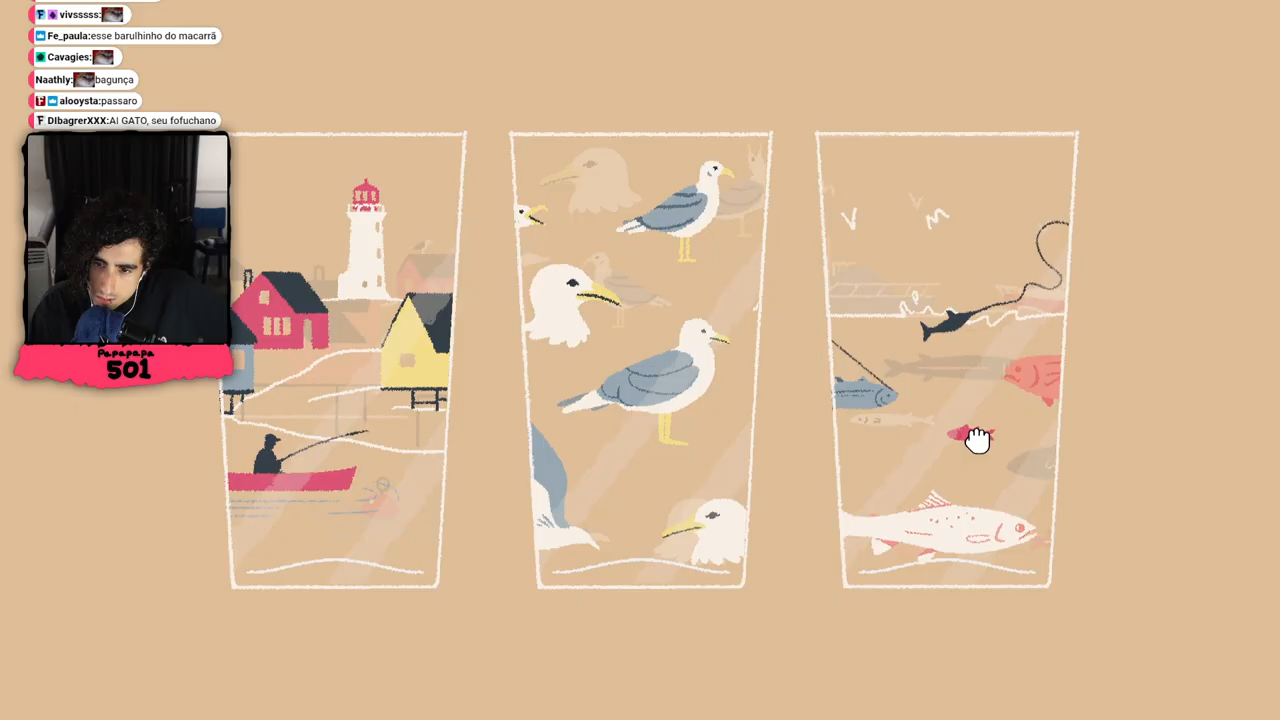 vivsssss:
Fe_paula:esse barulhinho do macarrã
Cavagies:
Naathly: bagunça
alooysta:passaro
DIbagrerXXX:AI GATO, seu fofuchano
Papapapa
501